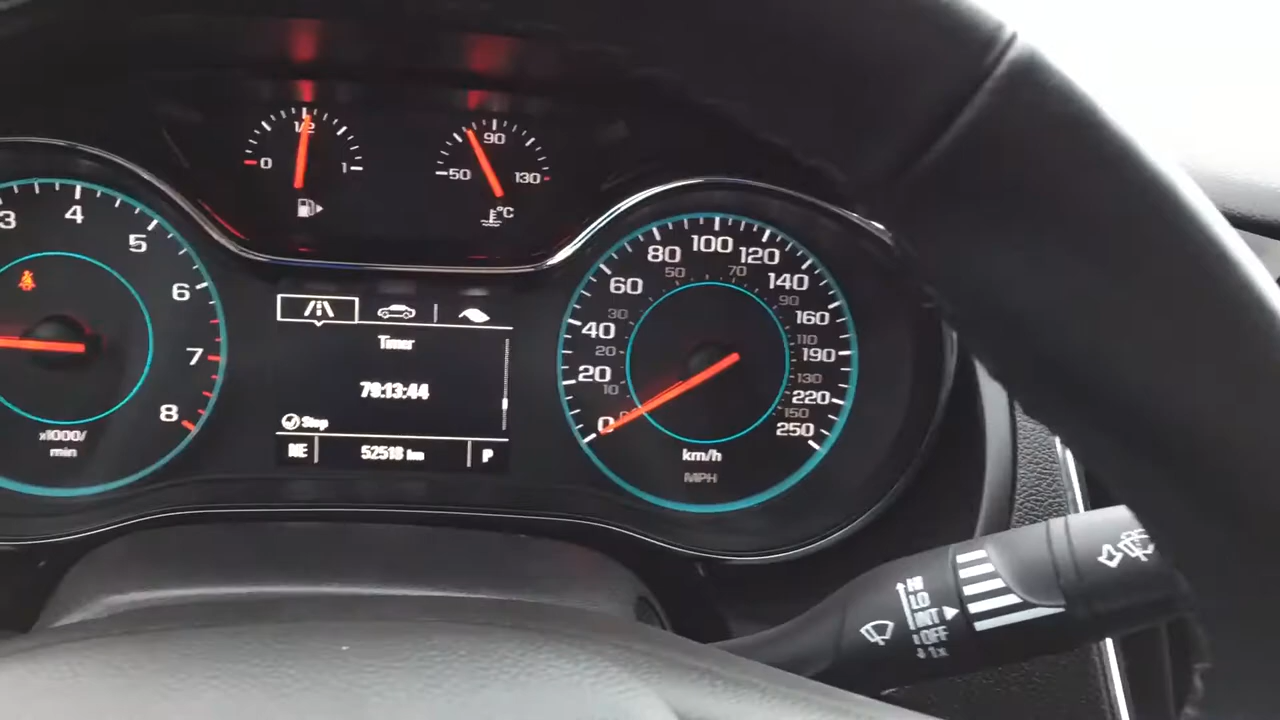 0 1/2 1
50 90 130
°C
3 4 5 6 7 8
x1000/
min
Timer
79:13:44
Stop
NE 52518 km P
0 20 40 60 80 100 120 140 160 190 220 250
10 20 30 50 70 90 110 130 150
km/h
MPH
HI
LO
INT
OFF
1x